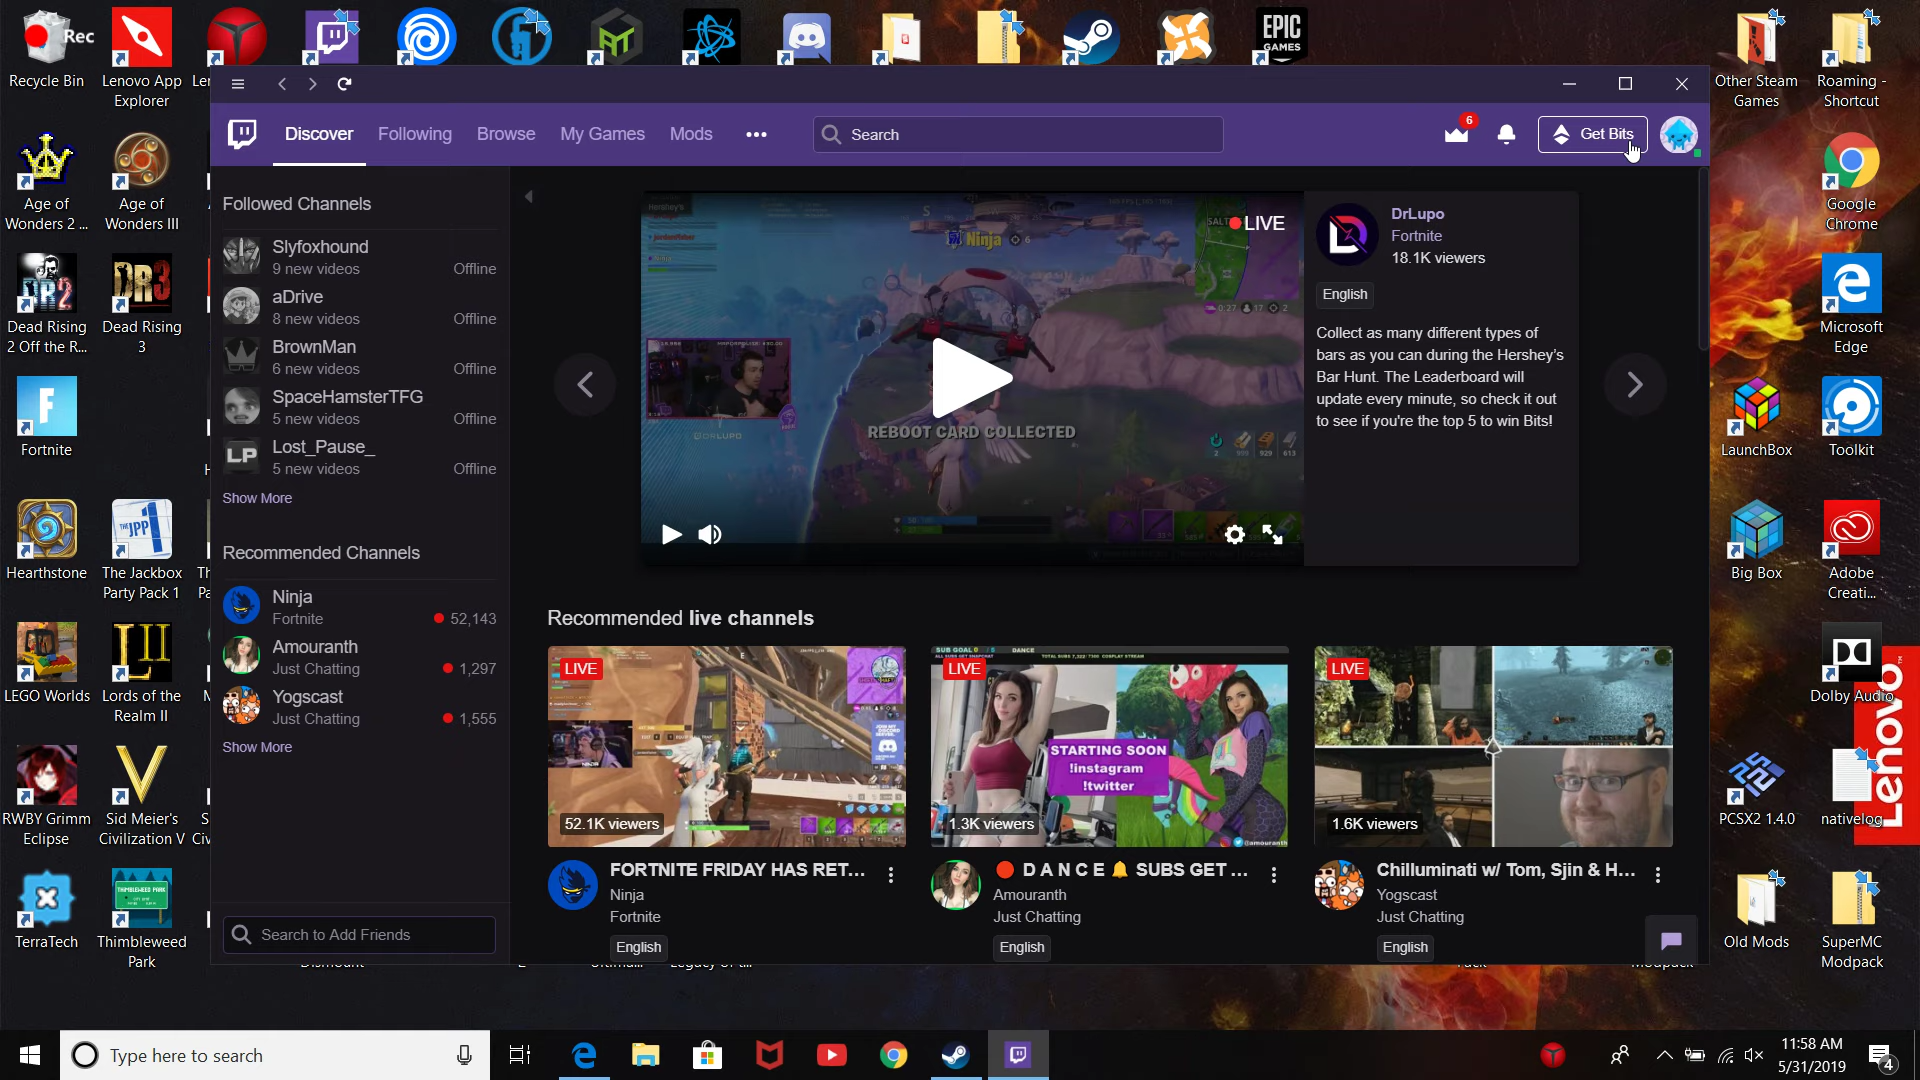 Rec
Recycle Bin
Lenovo App
Explorer
EPIC
GAMES
Other Steam
Games
Roaming -
Shortcut
Discover
Following
Browse
My Games
Mods
Search
6
Get Bits
Age of
Wonders 2 ...
Age of
Wonders III
Dead Rising
2 Off the R...
DR3
Dead Rising
3
Fortnite
Hearthstone
THE JPP 1
The Jackbox
Party Pack 1
LEGO Worlds
Lords of the
Realm II
RWBY Grimm
Eclipse
Sid Meier's
Civilization V
TerraTech
THIMBLEWEED PARK
Thimbleweed
Park
Followed Channels
Slyfoxhound
9 new videos
Offline
aDrive
8 new videos
Offline
BrownMan
6 new videos
Offline
SpaceHamsterTFG
5 new videos
Offline
LP
Lost_Pause_
5 new videos
Offline
Show More
Recommended Channels
Ninja
Fortnite
52,143
Amouranth
Just Chatting
1,297
Yogscast
Just Chatting
1,555
Show More
Search to Add Friends
LIVE
Ninja
REBOOT CARD COLLECTED
DRLUPO
DrLupo
Fortnite
18.1K viewers
English
Collect as many different types of
bars as you can during the Hershey's
Bar Hunt. The Leaderboard will
update every minute, so check it out
to see if you're the top 5 to win Bits!
Recommended live channels
LIVE
52.1K viewers
FORTNITE FRIDAY HAS RET...
Ninja
Fortnite
English
LIVE
STARTING SOON
!instagram
!twitter
1.3K viewers
D A N C E 🔔 SUBS GET ...
Amouranth
Just Chatting
English
LIVE
1.6K viewers
Chilluminati w/ Tom, Sjin & H...
Yogscast
Just Chatting
English
Google
Chrome
Microsoft
Edge
LaunchBox
Toolkit
Big Box
Adobe
Creati...
Dolby Audio
Lenovo
PCSX2 1.4.0
nativelog
Old Mods
SuperMC
Modpack
Type here to search
11:58 AM
5/31/2019
4